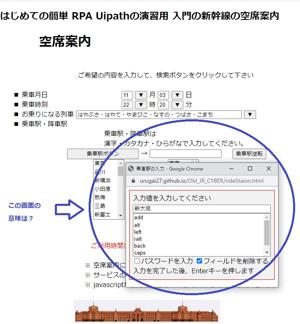 はじめての簡単 RPA Uipathの演習用 入門の新幹線の空席案内
空席案内
ご希望の内容を入力して、検索ボタンをクリックして下さい
■ 乗車月日 11 月 03 日
■ 乗車時刻 22 時 20 分
■ お乗りになる列車 はやぶさ・はやて・やまびこ・なすの・つばさ・こまち
■ 乗車駅・降車駅
乗車駅・降車駅は
漢字・カタカナ・ひらがなで入力してください。
乗車駅ボタン → 乗車駅逆転
東京
品川
新横浜
小田原
熱海
三島
新富士
この画面の
意味は？
乗車駅の入力 - Google Chrome
urugai27.github.io/Old_JR_CYBER/rideStaion.html
入力値を入力してください
新大阪
add
alt
left
ralt
back
caps
パスワードを入力 フィールドを削除する
入力を完了した後、Enterキーを押します
ご利用時間
※ 空席案内に
※ サービスの
※ javascript